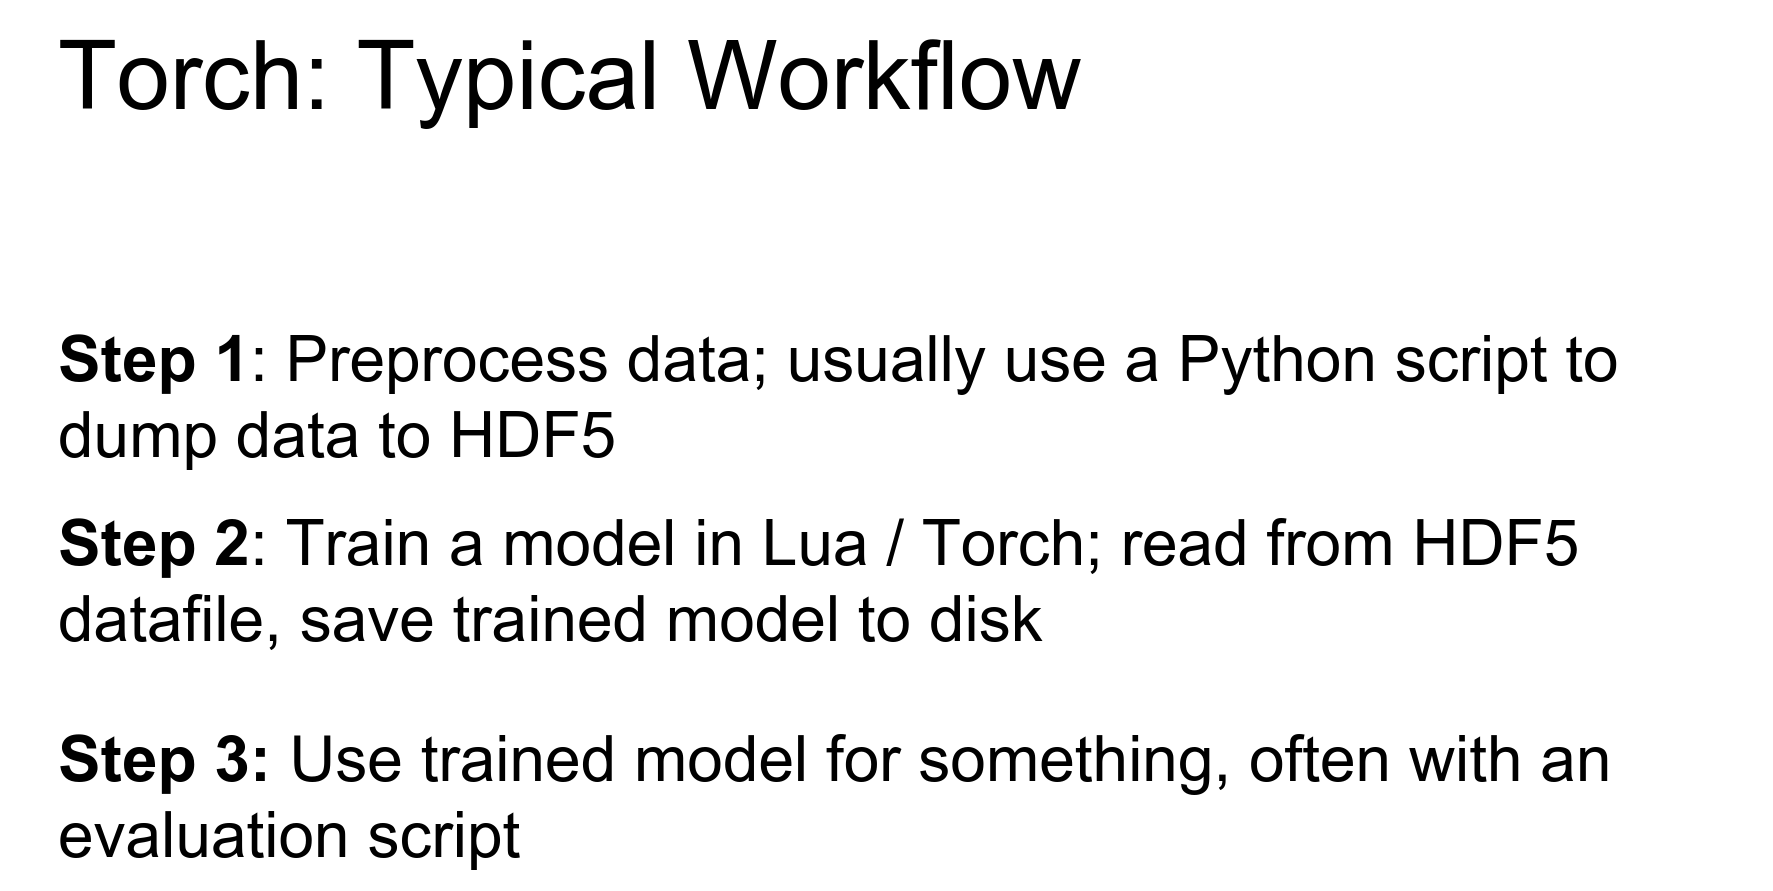 Torch: Typical Workflow
Step 1: Preprocess data; usually use a Python script to
dump data to HDF5
Step 2: Train a model in Lua / Torch; read from HDF5
datafile, save trained model to disk
Step 3: Use trained model for something, often with an
evaluation script